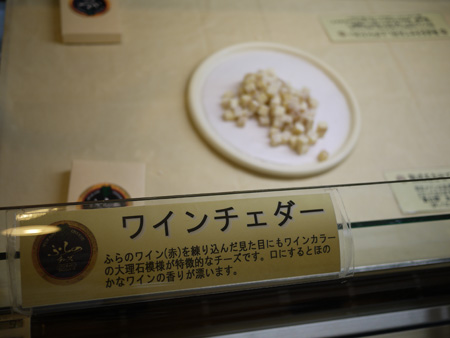 ワインチェダー
ふらのワイン(赤)を練り込んだ見た目にもワインカラー
の大理石模様が特徴的なチーズです。口にするとほの
かなワインの香りが漂います。
ふらの